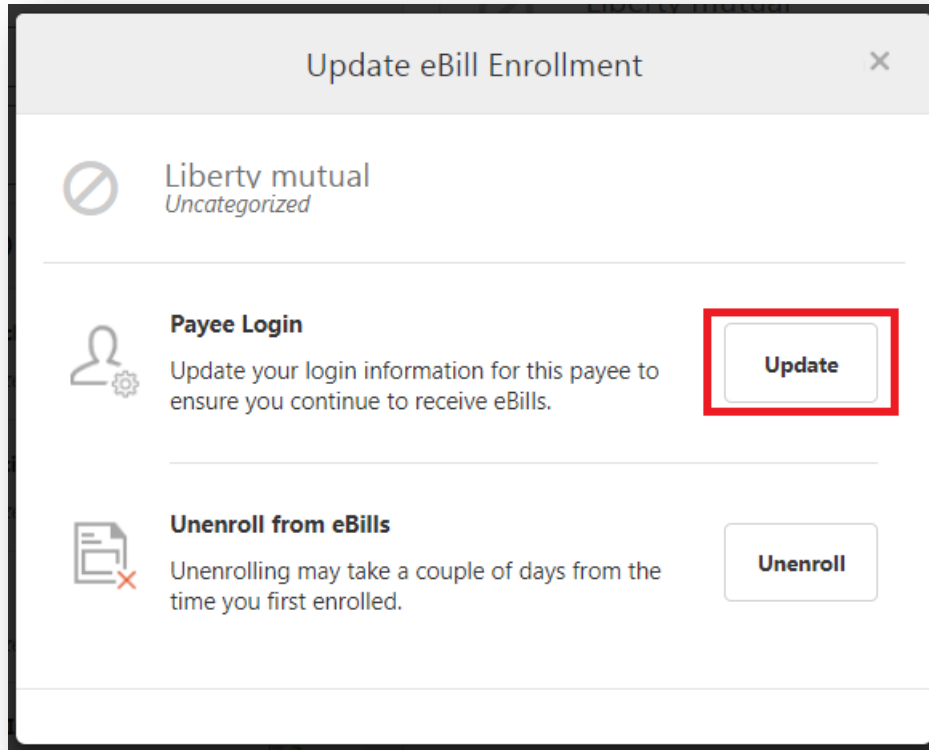 Liberty mutual
Update eBill Enrollment
×
Liberty mutual
Uncategorized
Payee Login
Update your login information for this payee to
ensure you continue to receive eBills.
Update
Unenroll from eBills
Unenrolling may take a couple of days from the
time you first enrolled.
Unenroll